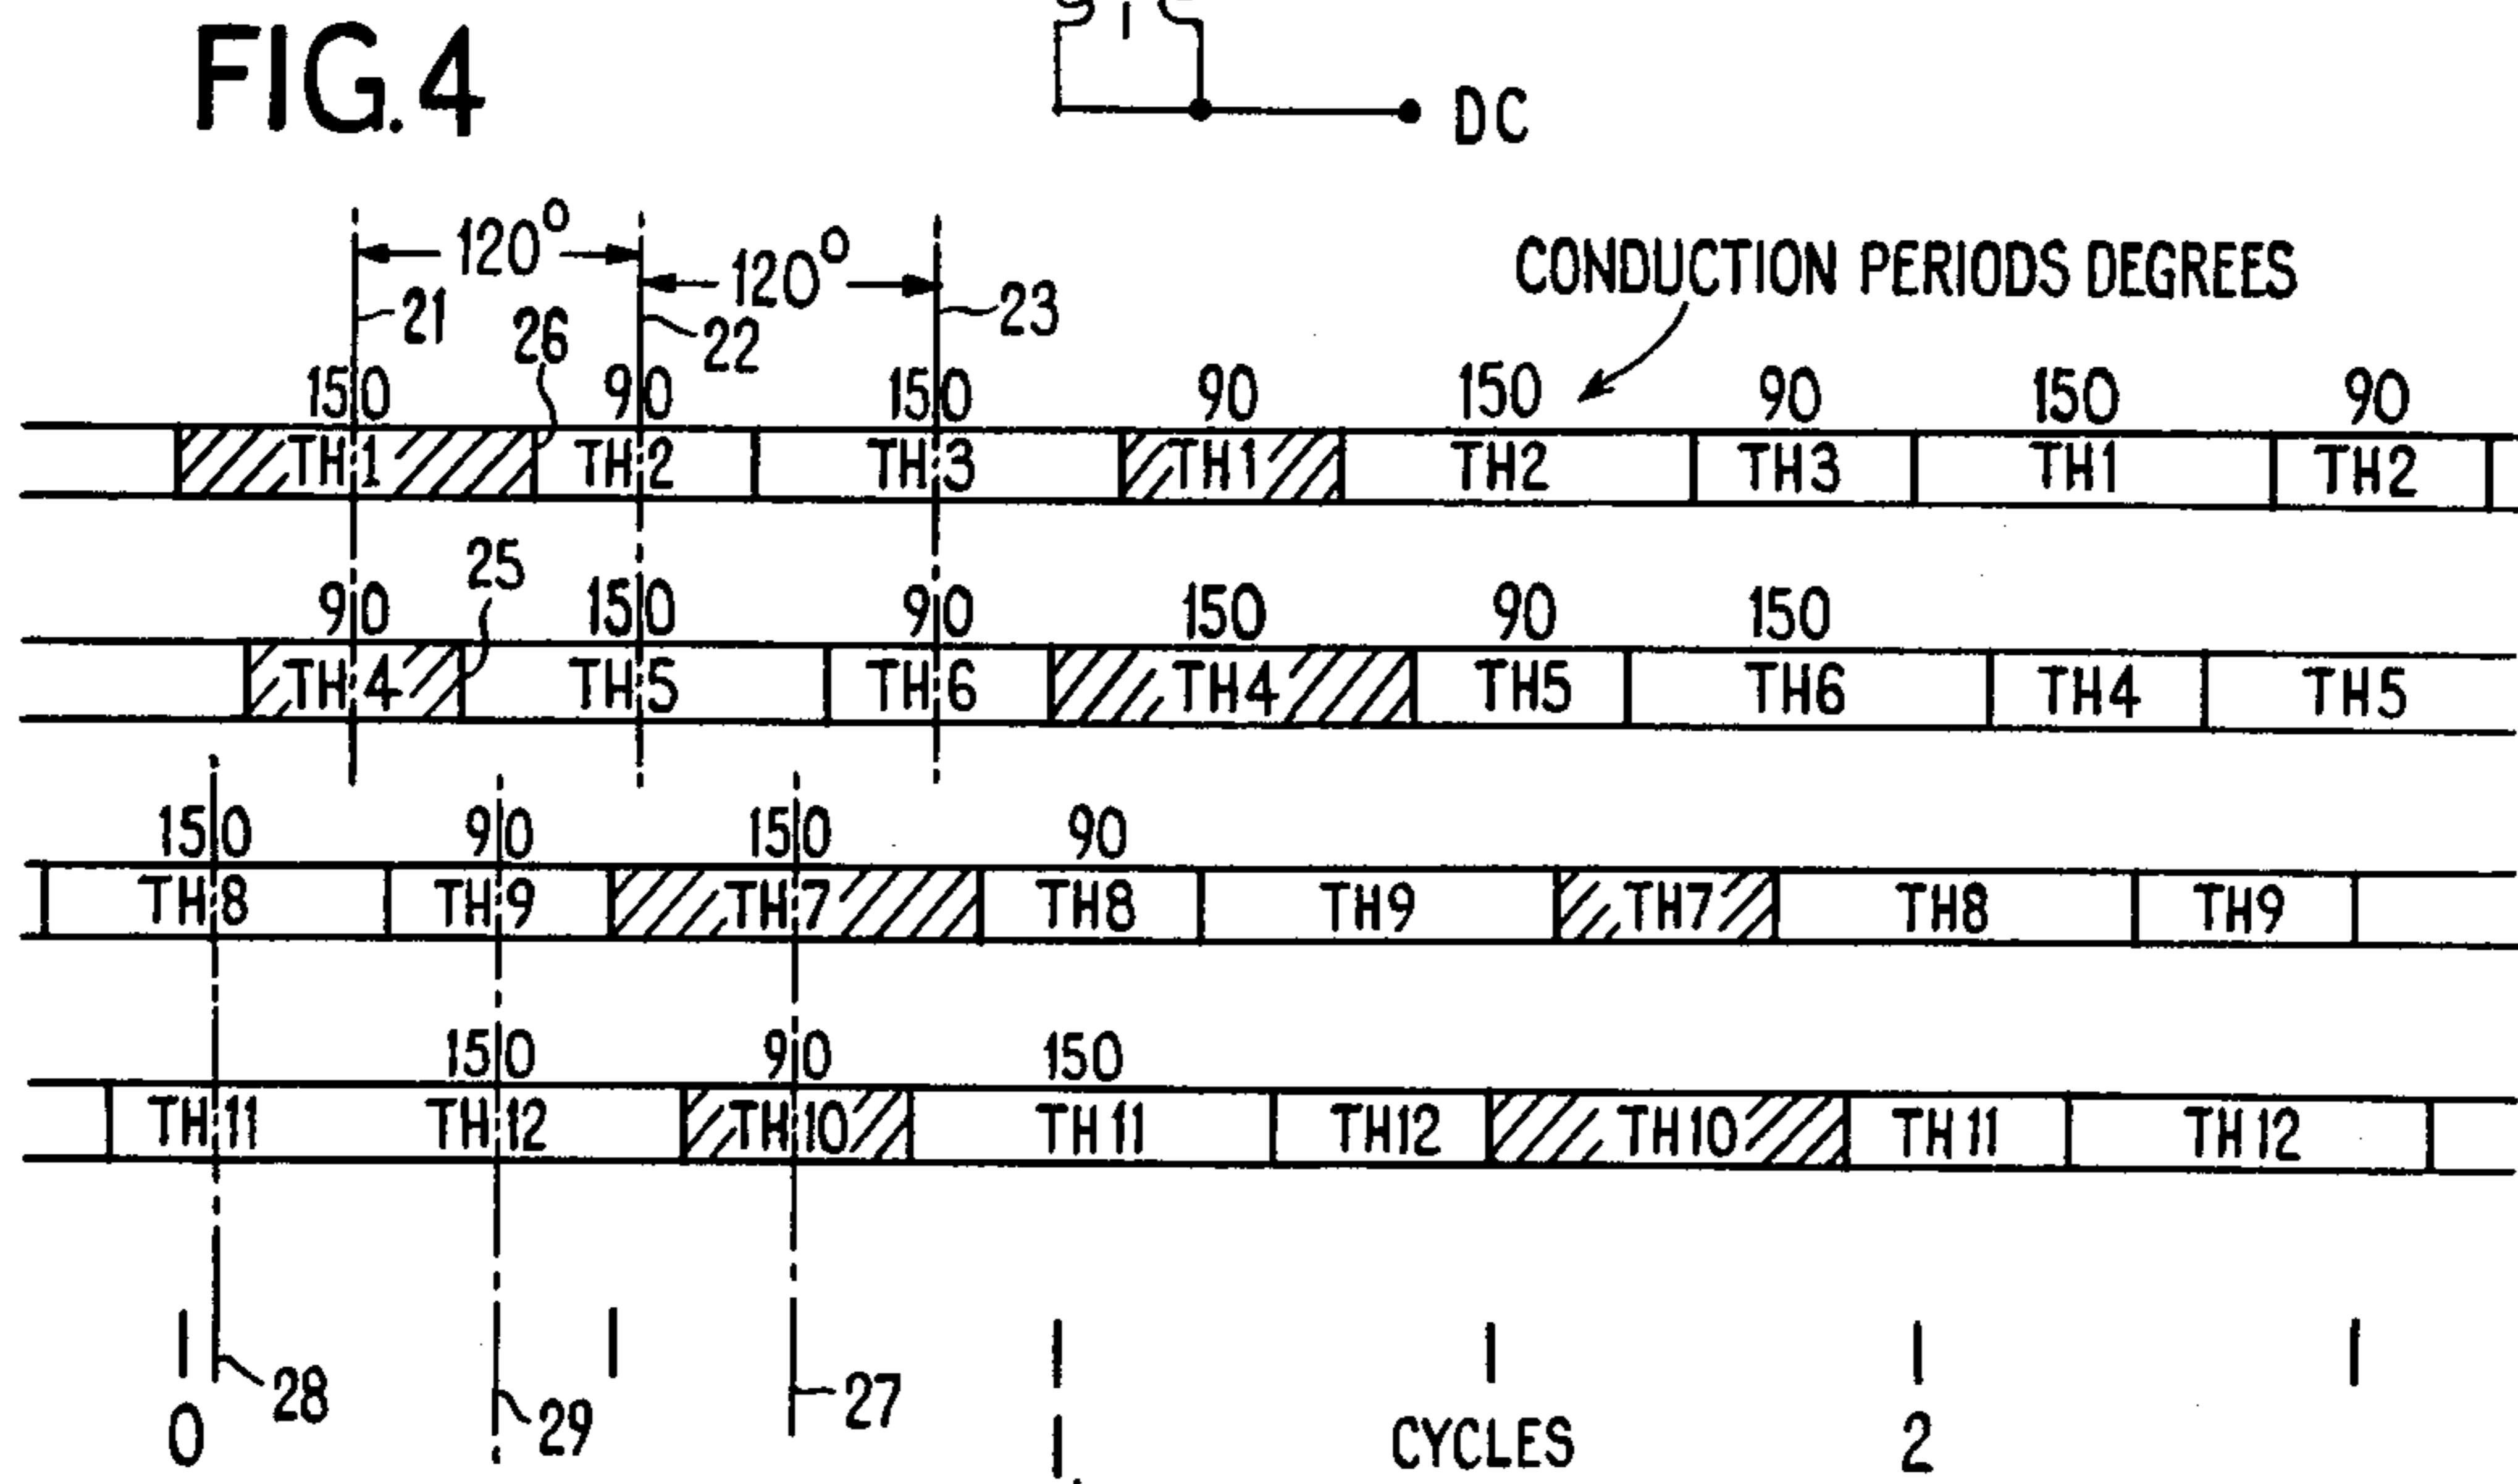 FIG.4
DC
120° 120°
CONDUCTION PERIODS DEGREES
21 26 22 23
150 90 150 90 150 90 150 90
TH1 TH2 TH3 TH1 TH2 TH3 TH1 TH2
25
90 150 90 150 90 150
TH4 TH5 TH6 TH4 TH5 TH6 TH4 TH5
150 90 150 90
TH8 TH9 TH7 TH8 TH9 TH7 TH8 TH9
150 90 150
TH11 TH12 TH10 TH11 TH12 TH10 TH11 TH12
28 29 27
0 1 CYCLES 2